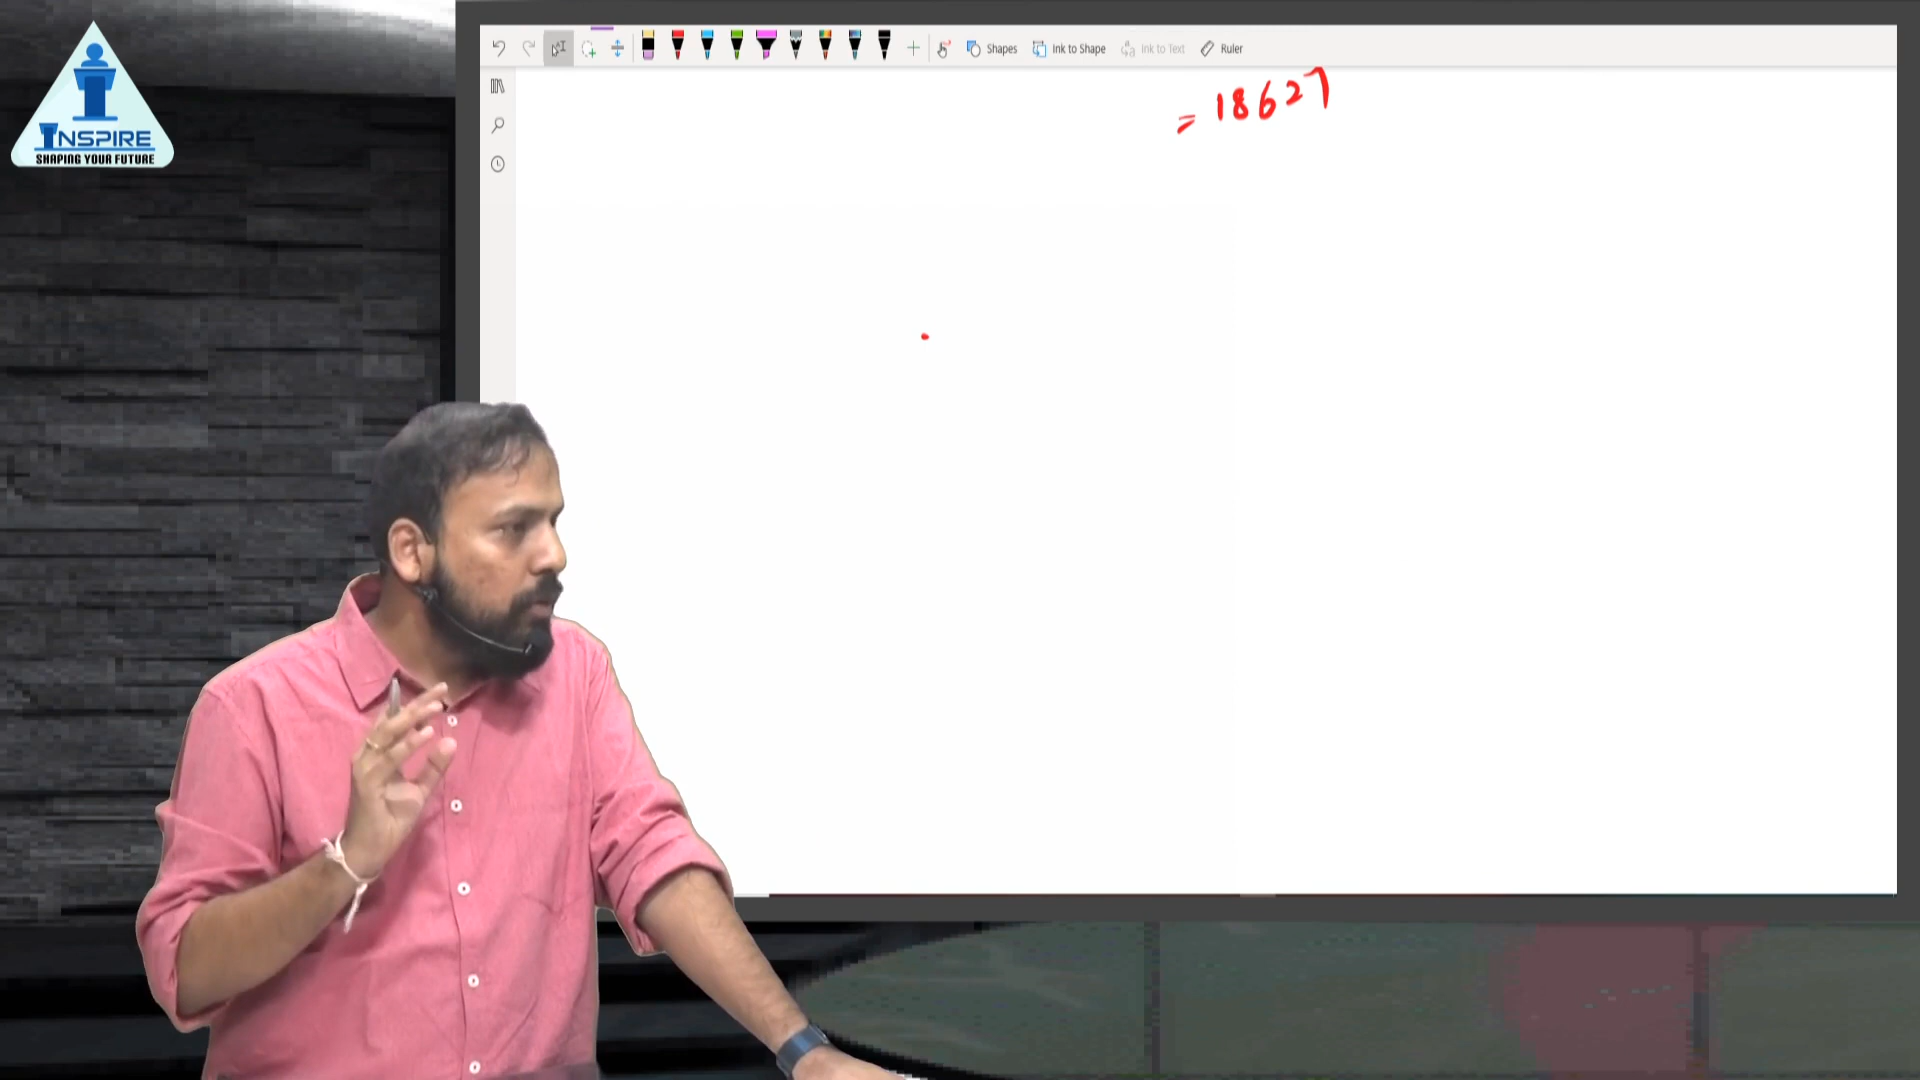 INSPIRE
SHAPING YOUR FUTURE
Shapes Ink to Shape Ink to Text Ruler
= 18627